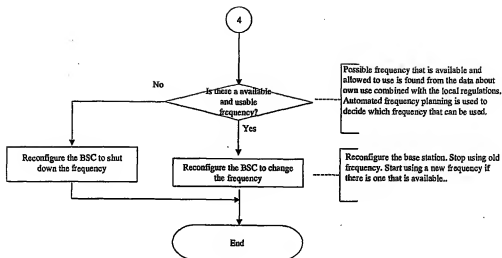 4
Possible frequency that is available and
allowed to use is found from the data about
own use combined with the local regulations.
Automated frequency planning is used to
decide which frequency that can be used.
No
Is there a available
and usable
frequency?
Yes
Reconfigure the BSC to shut
down the frequency
Reconfigure the BSC to change
the frequency
Reconfigure the base station. Stop using old
frequency. Start using a new frequency if
there is one that is available..
End